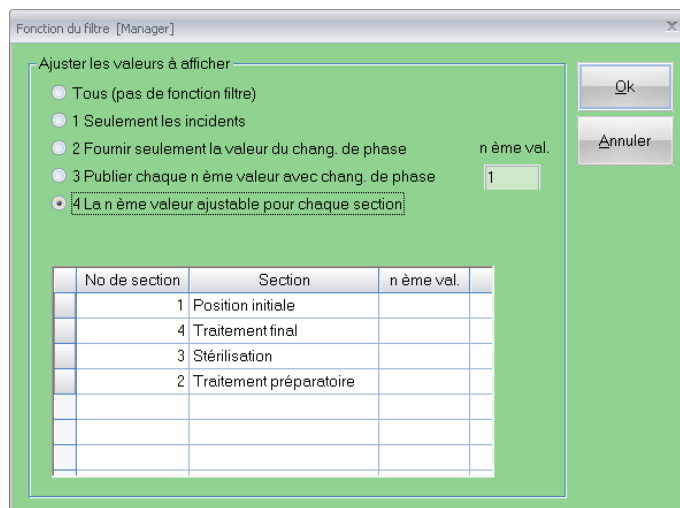 Fonction du filtre [Manager]
x
Ajuster les valeurs à afficher
Tous (pas de fonction filtre)
1 Seulement les incidents
2 Fournir seulement la valeur du chang. de phase
n ème val.
3 Publier chaque n ème valeur avec chang. de phase
1
4 La n ème valeur ajustable pour chaque section
Ok
Annuler
No de section Section n ème val.
1 Position initiale
4 Traitement final
3 Stérilisation
2 Traitement préparatoire